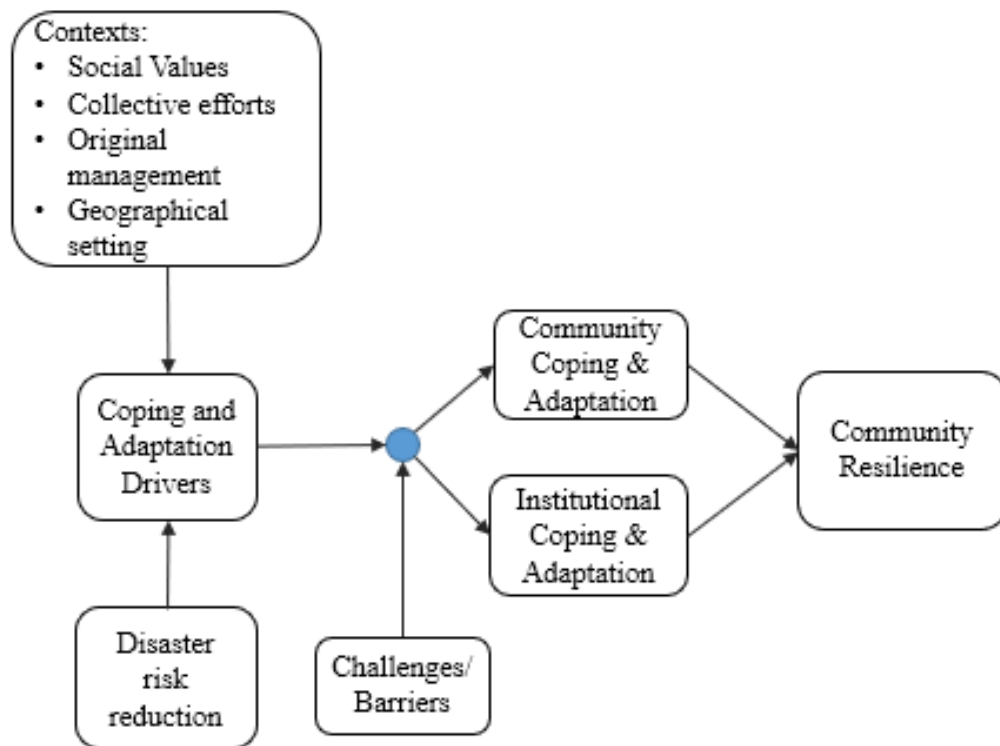 Contexts:
• Social Values
• Collective efforts
• Original
management
• Geographical
setting
Community
Coping &
Adaptation
Coping and
Adaptation
Drivers
Community
Resilience
Institutional
Coping &
Adaptation
Disaster
risk
reduction
Challenges/
Barriers